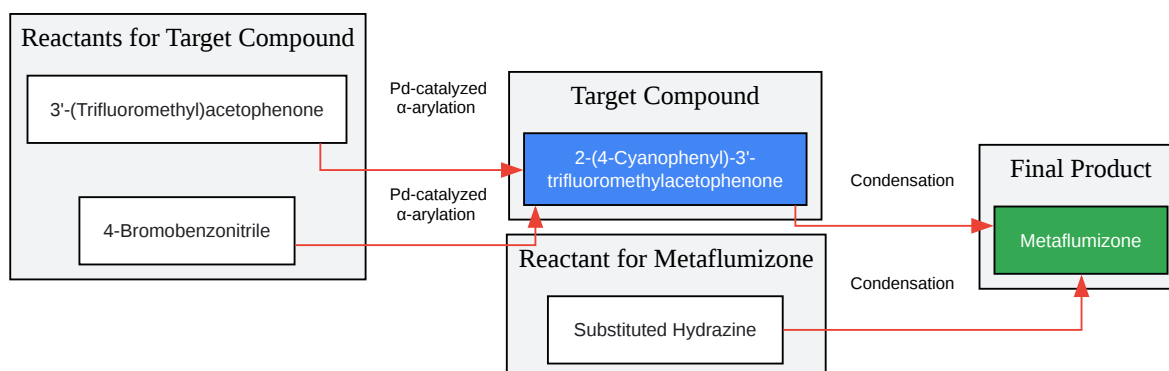 Reactants for Target Compound
3'-(Trifluoromethyl)acetophenone
4-Bromobenzonitrile
Pd-catalyzed
α-arylation
Pd-catalyzed
α-arylation
Target Compound
2-(4-Cyanophenyl)-3'-
trifluoromethylacetophenone
Reactant for Metaflumizone
Substituted Hydrazine
Condensation
Condensation
Final Product
Metaflumizone